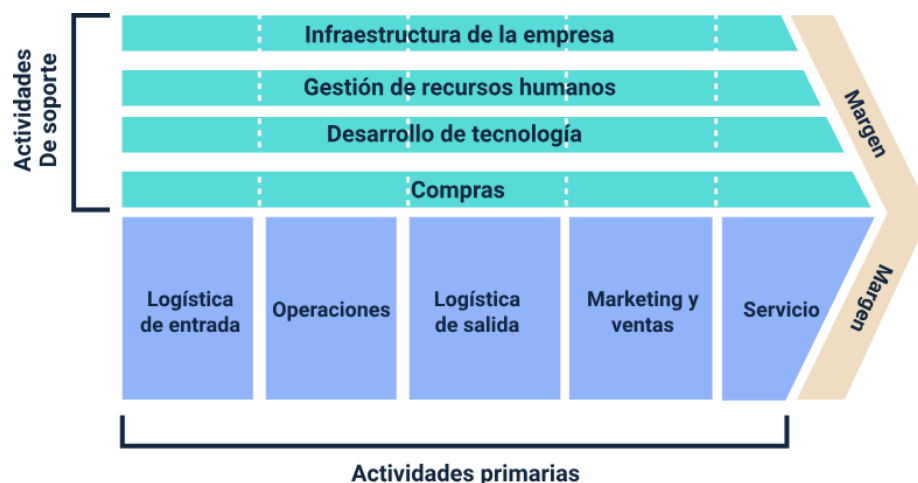 Actividades
De soporte
Infraestructura de la empresa
Gestión de recursos humanos
Desarrollo de tecnología
Compras
Margen
Margen
Logística
de entrada
Operaciones
Logística
de salida
Marketing y
ventas
Servicio
Actividades primarias